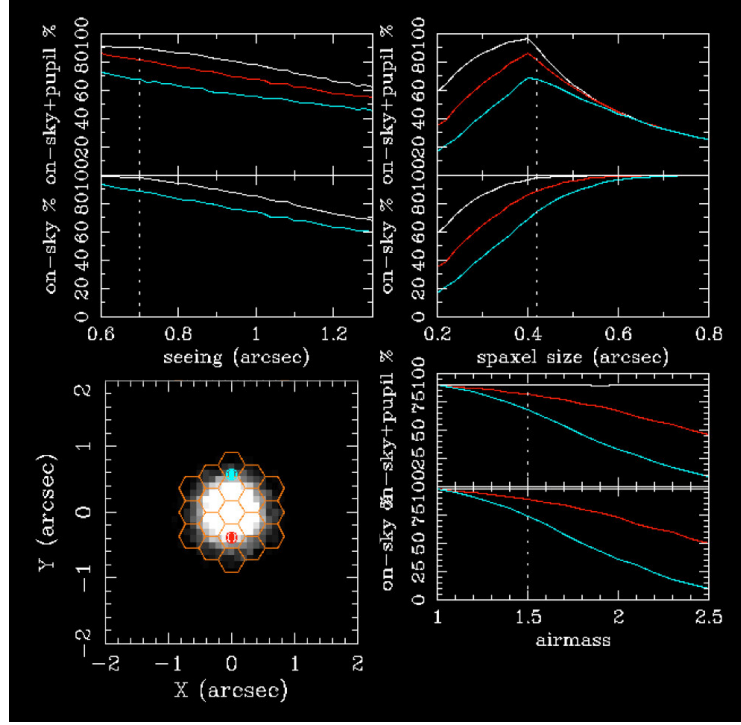 on-sky+pupil %
0 20 40 60 80 100
on-sky %
0 20 40 60 80 100
0.6 0.8 1 1.2
seeing (arcsec)
on-sky+pupil %
0 20 40 60 80 100
on-sky+pupil %
0 20 40 60 80 100
0.2 0.4 0.6 0.8
spaxel size (arcsec)
Y (arcsec)
−2 −1 0 1 2
−2 −1 0 1 2
X (arcsec)
n-sky+pupil %
0 25 50 75 100
on-sky
0 25 50 75 100
1 1.5 2 2.5
airmass